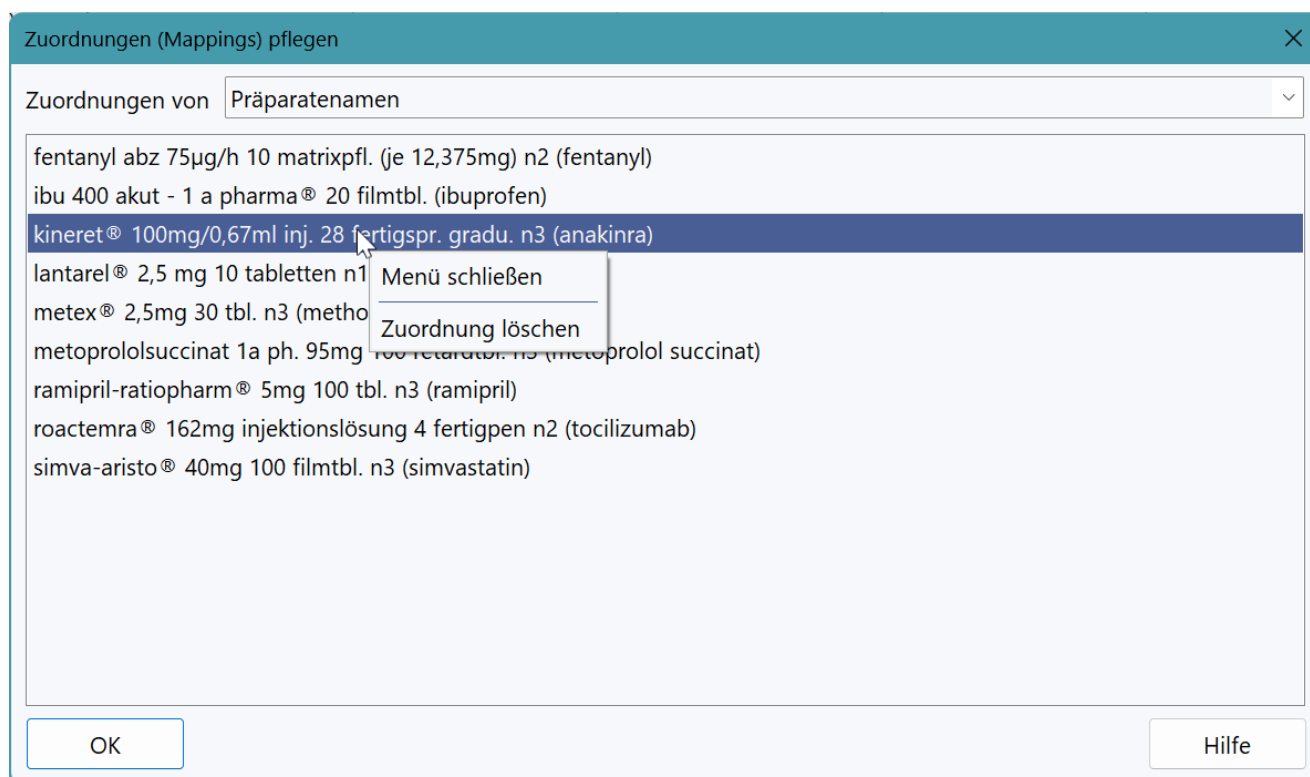 Zuordnungen (Mappings) pflegen
Zuordnungen von Präparatenamen
fentanyl abz 75µg/h 10 matrixpfl. (je 12,375mg) n2 (fentanyl)
ibu 400 akut - 1 a pharma® 20 filmtbl. (ibuprofen)
kineret® 100mg/0,67ml inj. 28 fertigspr. gradu. n3 (anakinra)
lantarel® 2,5 mg 10 tabletten n1
Menü schließen
metex® 2,5mg 30 tbl. n3
Zuordnung löschen
metoprololsuccinat 1a ph. 95mg 100 retardtbl. n3 (metoprolol succinat)
ramipril-ratiopharm® 5mg 100 tbl. n3 (ramipril)
roactemra® 162mg injektionslösung 4 fertigpen n2 (tocilizumab)
simva-aristo® 40mg 100 filmtbl. n3 (simvastatin)
OK
Hilfe